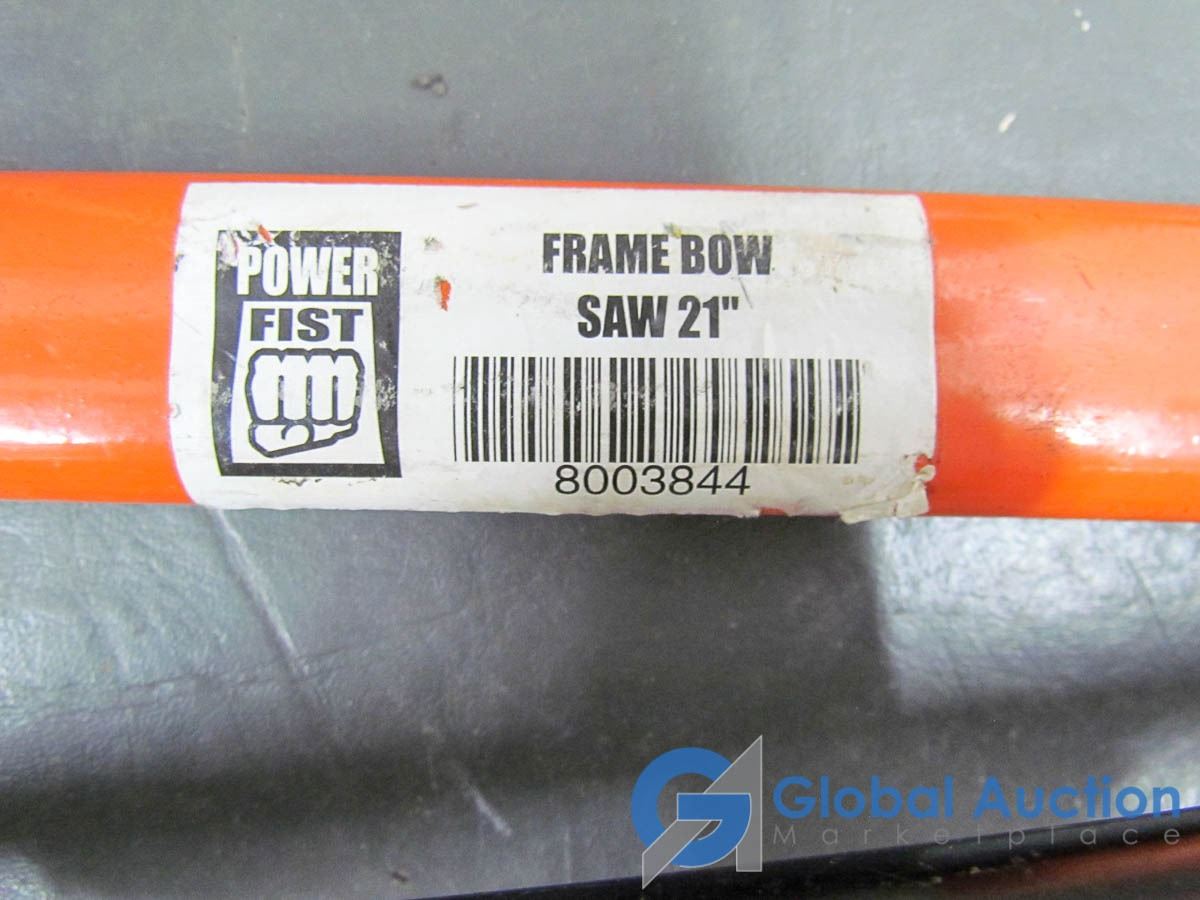 POWER
FIST
FRAME BOW
SAW 21"
8003844
Global Auction
Marketplace